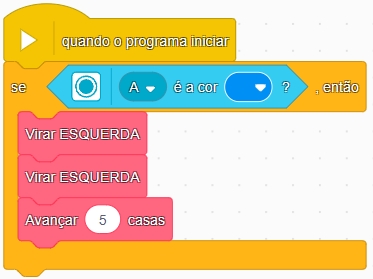 quando o programa iniciar
se A é a cor ? , então
Virar ESQUERDA
Virar ESQUERDA
Avançar 5 casas